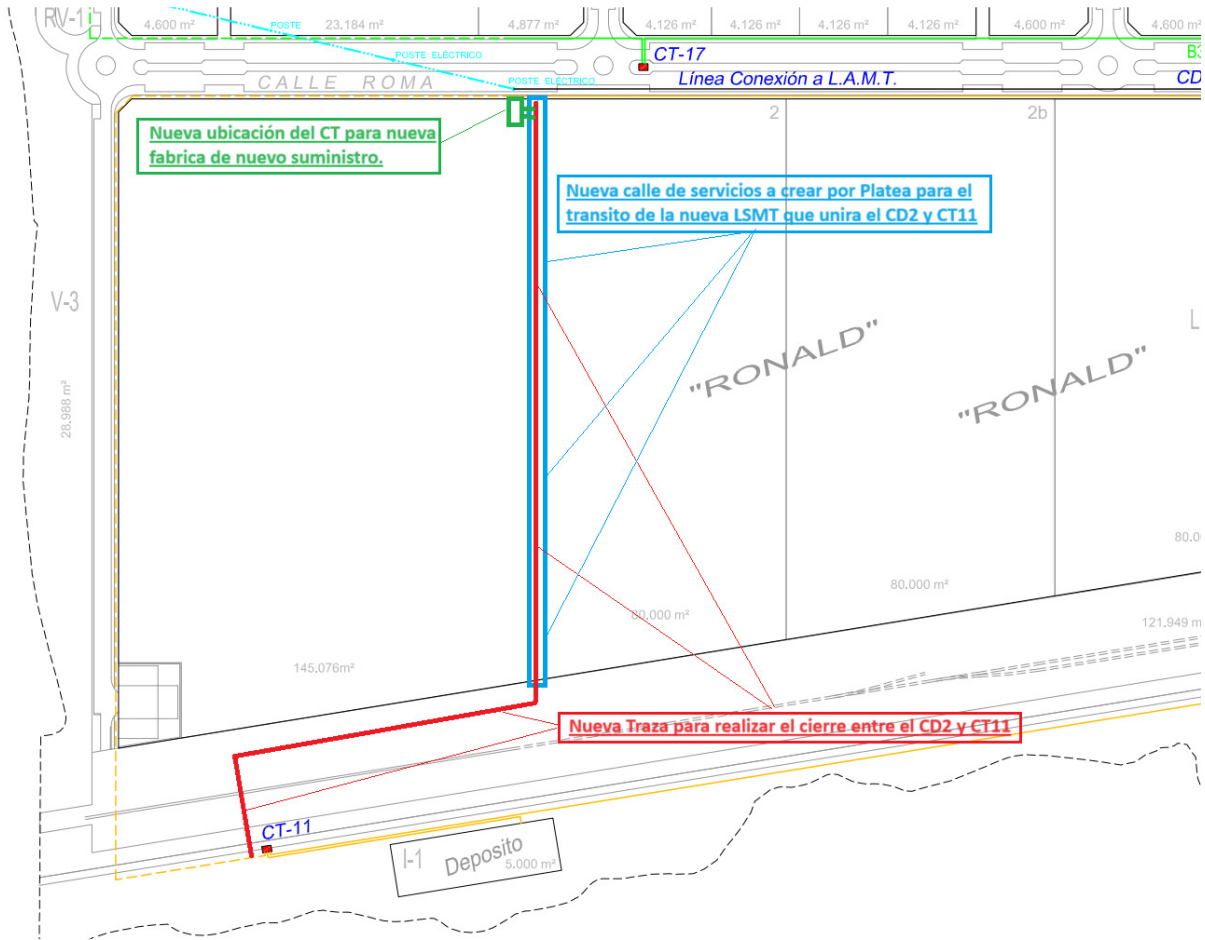 RV-1
4.600 m²
23.184 m²
4.877 m²
4.126 m²
4.126 m²
4.126 m²
4.126 m²
4.600 m²
4.600 m²
POSTE
POSTE ELÉCTRICO
POSTE ELÉCTRICO
CT-17
B3
CALLE ROMA
Línea Conexión a L.A.M.T.
CD
2
2b
Nueva ubicación del CT para nueva
fabrica de nuevo suministro.
Nueva calle de servicios a crear por Platea para el
transito de la nueva LSMT que unira el CD2 y CT11
V-3
28.988 m²
"RONALD"
"RONALD"
L
80.0
80.000 m²
80.000 m²
121.949 m
145.076m²
Nueva Traza para realizar el cierre entre el CD2 y CT11
CT-11
I-1
Deposito
5.000 m²